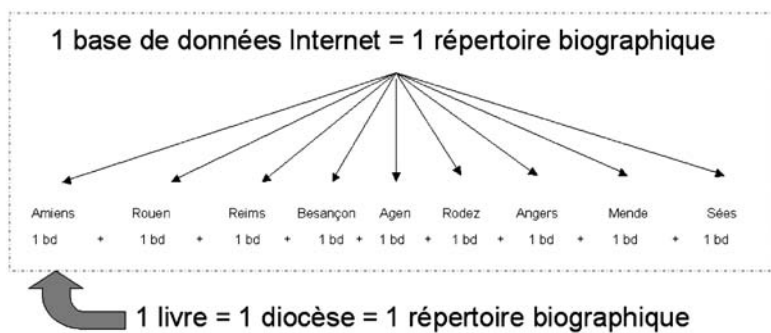 1 base de données Internet = 1 répertoire biographique
Amiens Rouen Reims Besançon Agen Rodez Angers Mende Sées
1 bd + 1 bd + 1 bd + 1 bd + 1 bd + 1 bd + 1 bd + 1 bd + 1 bd
1 livre = 1 diocèse = 1 répertoire biographique